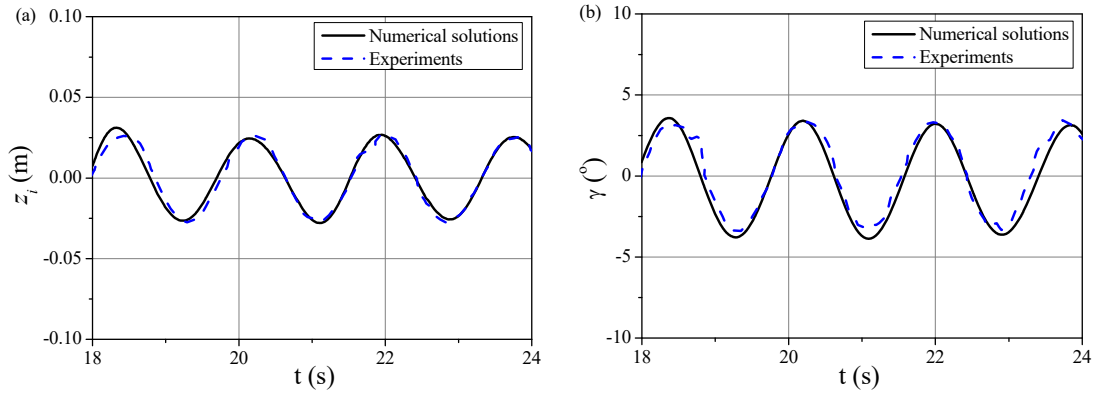 (a)
0.10
0.05
0.00
-0.05
-0.10
z_i (m)
18
20
22
24
t (s)
Numerical solutions
Experiments
(b)
10
5
0
-5
-10
γ (°)
18
20
22
24
t (s)
Numerical solutions
Experiments